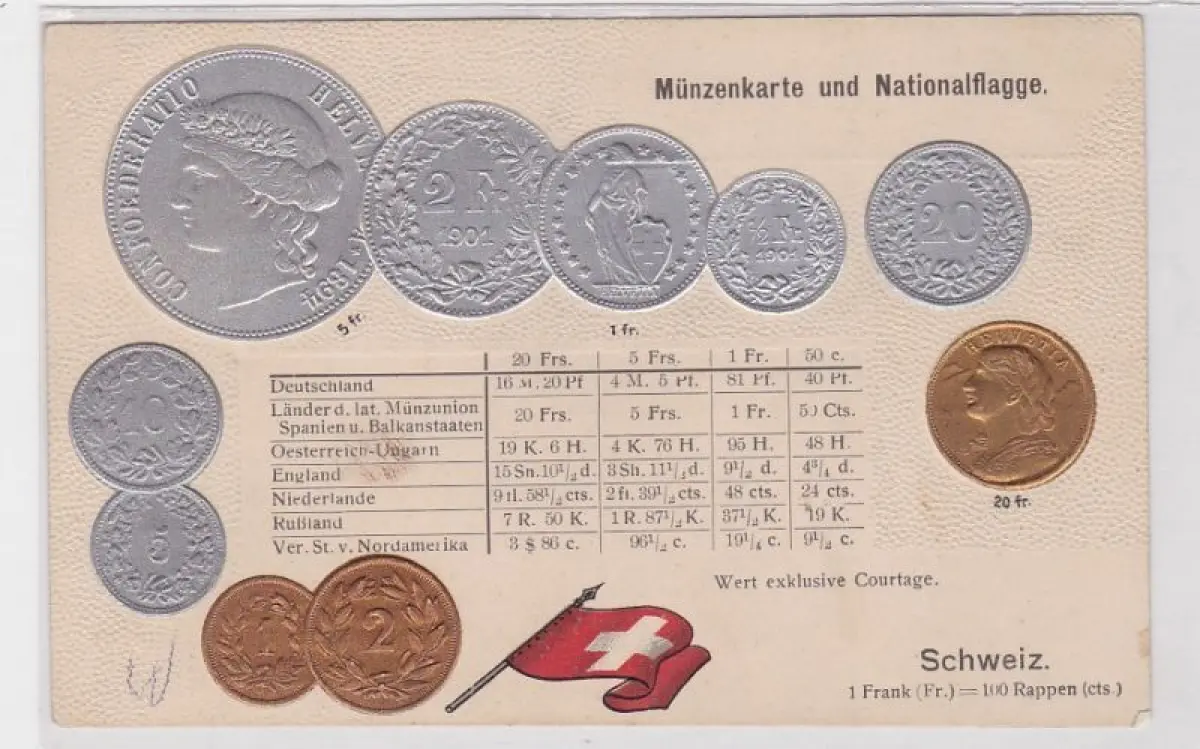 Münzenkarte und Nationalflagge.
CONFOEDERATIO HELV
1894
2 Fr.
1901
½ Fr.
1901
20
5 fr.
1 fr.
HELVETIA
20 fr.
10
5
1
2
20 Frs. 5 Frs. 1 Fr. 50 c.
Deutschland 16 M. 20 Pf 4 M. 5 Pf. 81 Pf. 40 Pf.
Länder d. lat. Münzunion
Spanien u. Balkanstaaten 20 Frs. 5 Frs. 1 Fr. 50 Cts.
Oesterreich-Ungarn 19 K. 6 H. 4 K. 76 H. 95 H. 48 H.
England 15 Sn. 10½ d. 3 Sh. 11½ d. 9½ d. 4¾ d.
Niederlande 9 fl. 58½ cts. 2 fl. 39½ cts. 48 cts. 24 cts.
Rußland 7 R. 50 K. 1 R. 87½ K. 37½ K. 19 K.
Ver. St. v. Nordamerika 3 $ 86 c. 96½ c. 19¼ c. 9½ c.
Wert exklusive Courtage.
Schweiz.
1 Frank (Fr.) = 100 Rappen (cts.)